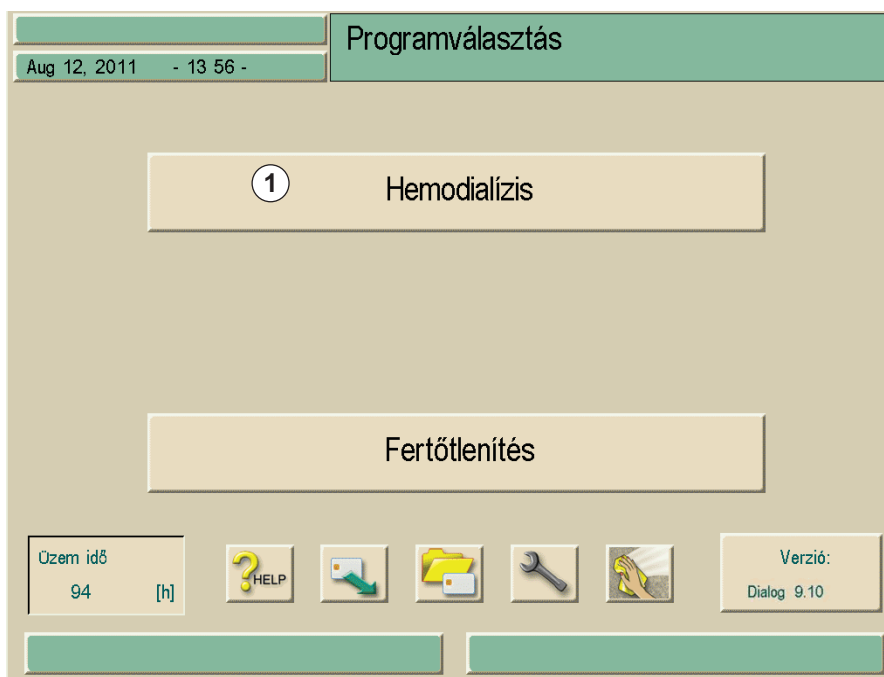 Programválasztás
Aug 12, 2011 - 13 56 -
1 Hemodialízis
Fertőtlenítés
Üzem idő
94 [h]
?HELP
Verzió:
Dialog 9.10